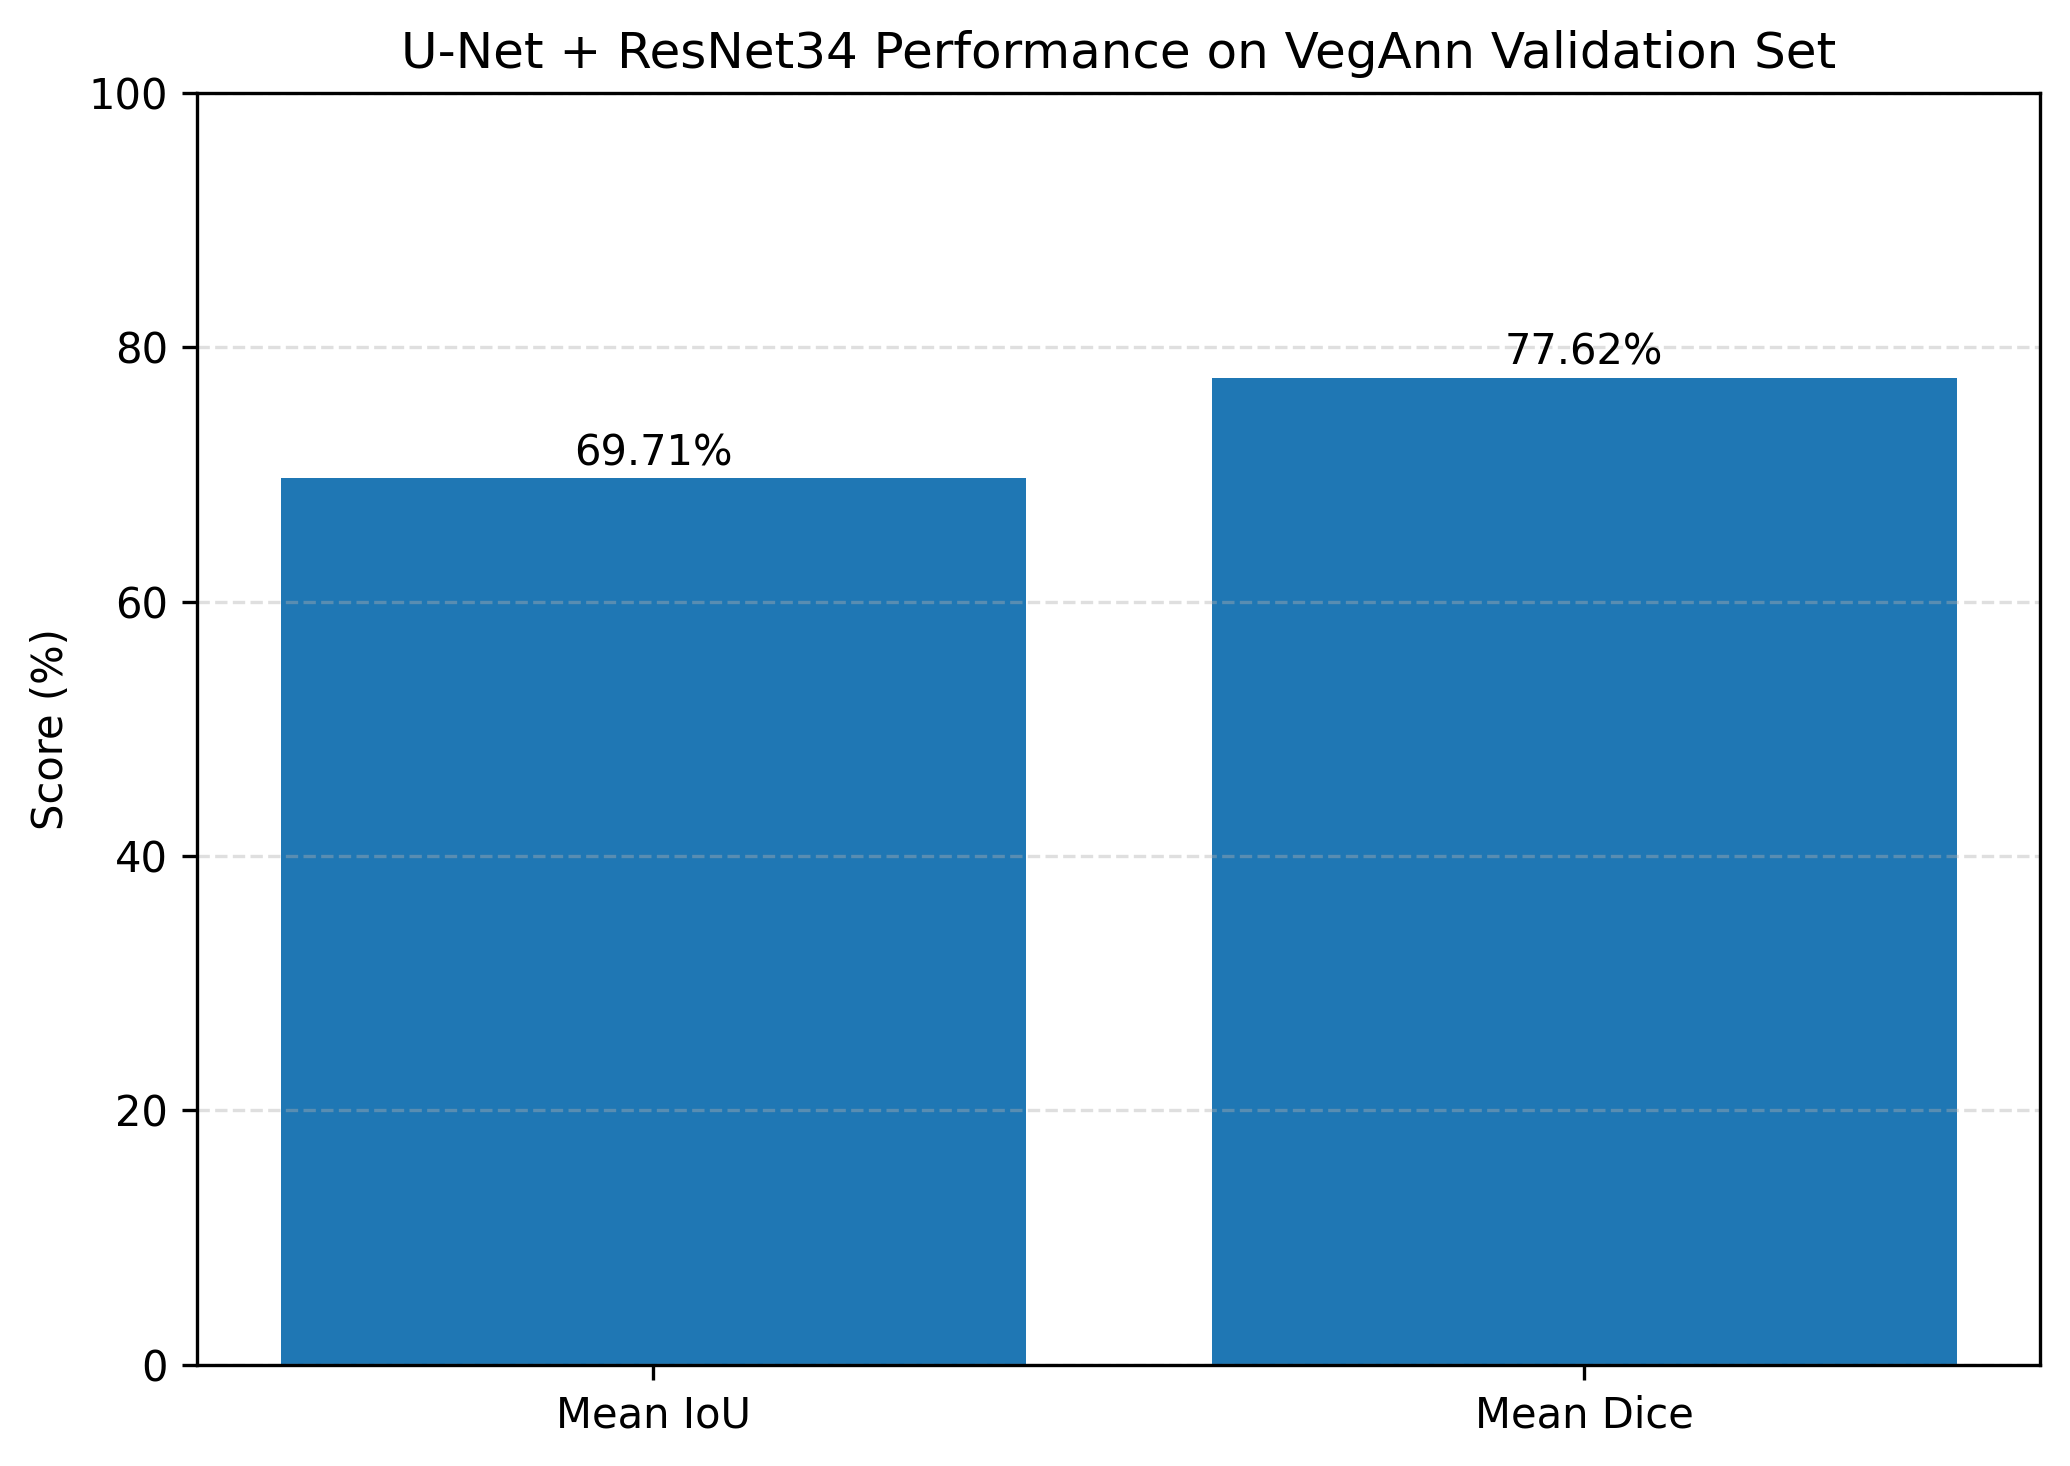 U-Net + ResNet34 Performance on VegAnn Validation Set
100
80
60
40
20
0
Score (%)
69.71%
77.62%
Mean IoU
Mean Dice